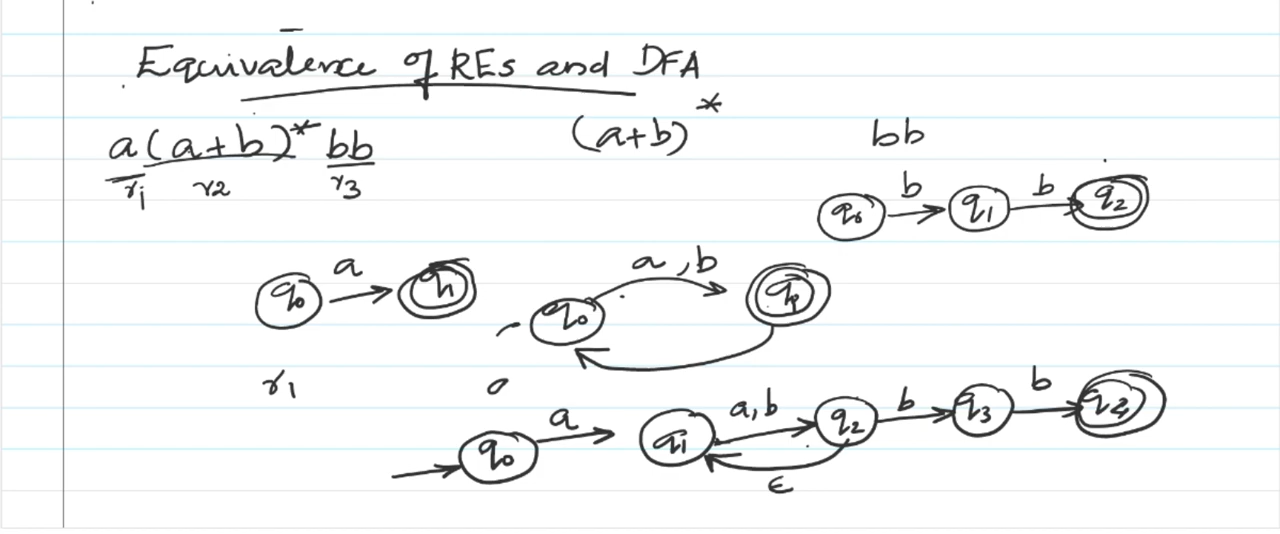 Equivalence of REs and DFA
a(a+b)* bb
(a+b)*
bb
r1 r2 r3
q0 b q1 b q2
q0 a q1
q0 a,b q1
r1
q0 a q1 a,b q2 b q3 b q4
ε